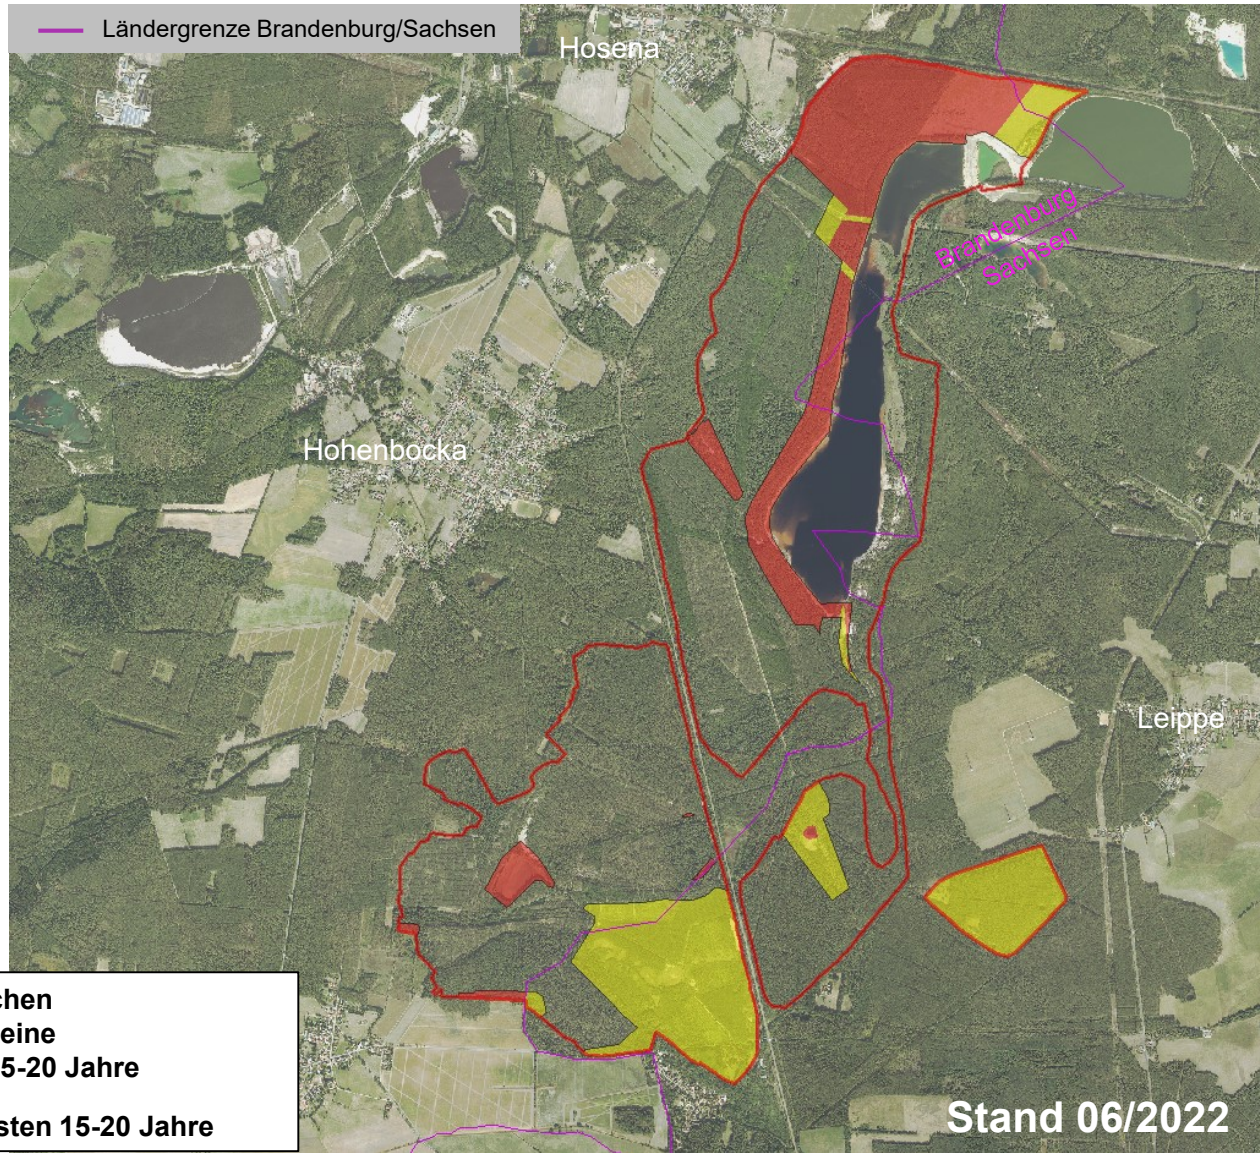 Ländergrenze Brandenburg/Sachsen
Hosena
Brandenburg
Sachsen
Hohenbocka
Leippe
chen
eine
5-20 Jahre
sten 15-20 Jahre
Stand 06/2022